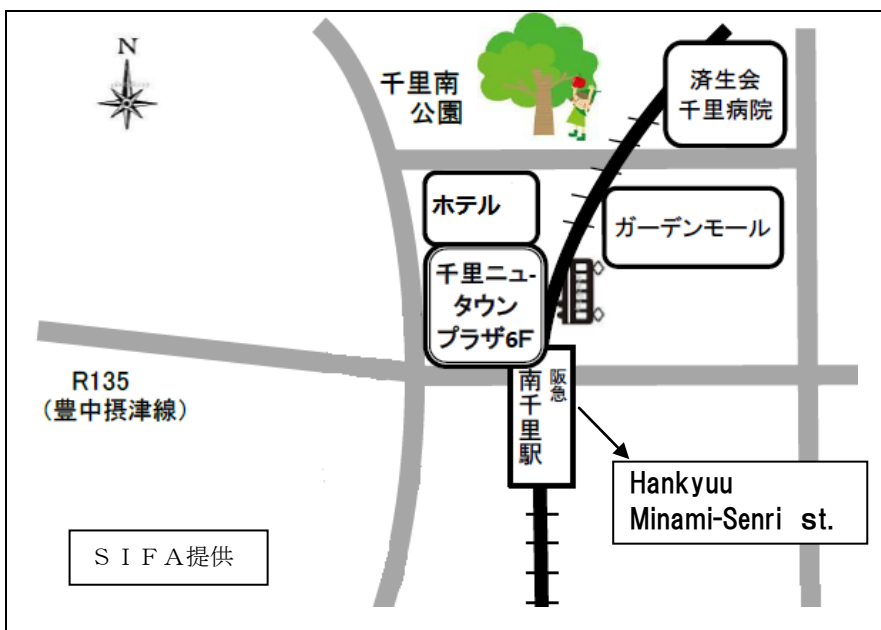 N
千里南
公園
済生会
千里病院
ホテル
ガーデンモール
千里ニュ-
タウン
プラザ6F
R135
（豊中摂津線）
阪急
南千里駅
Hankyuu
Minami-Senri st.
ＳＩＦＡ提供